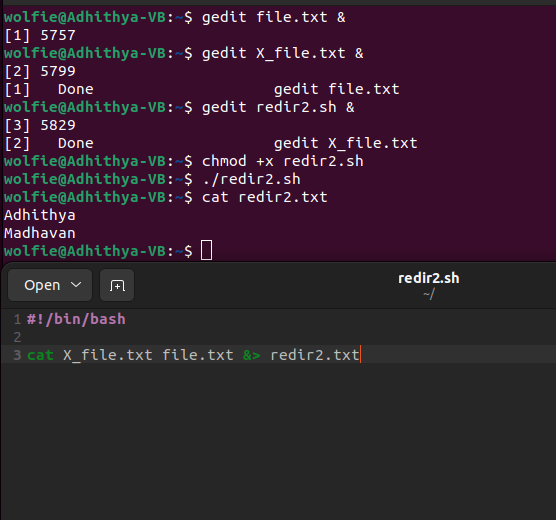 wolfie@Adhithya-VB:~$ gedit file.txt &
[1] 5757
wolfie@Adhithya-VB:~$ gedit X_file.txt &
[2] 5799
[1]   Done                    gedit file.txt
wolfie@Adhithya-VB:~$ gedit redir2.sh &
[3] 5829
[2]   Done                    gedit X_file.txt
wolfie@Adhithya-VB:~$ chmod +x redir2.sh
wolfie@Adhithya-VB:~$ ./redir2.sh
wolfie@Adhithya-VB:~$ cat redir2.txt
Adhithya
Madhavan
wolfie@Adhithya-VB:~$
Open
redir2.sh
~/
1 #!/bin/bash
2
3 cat X_file.txt file.txt &> redir2.txt